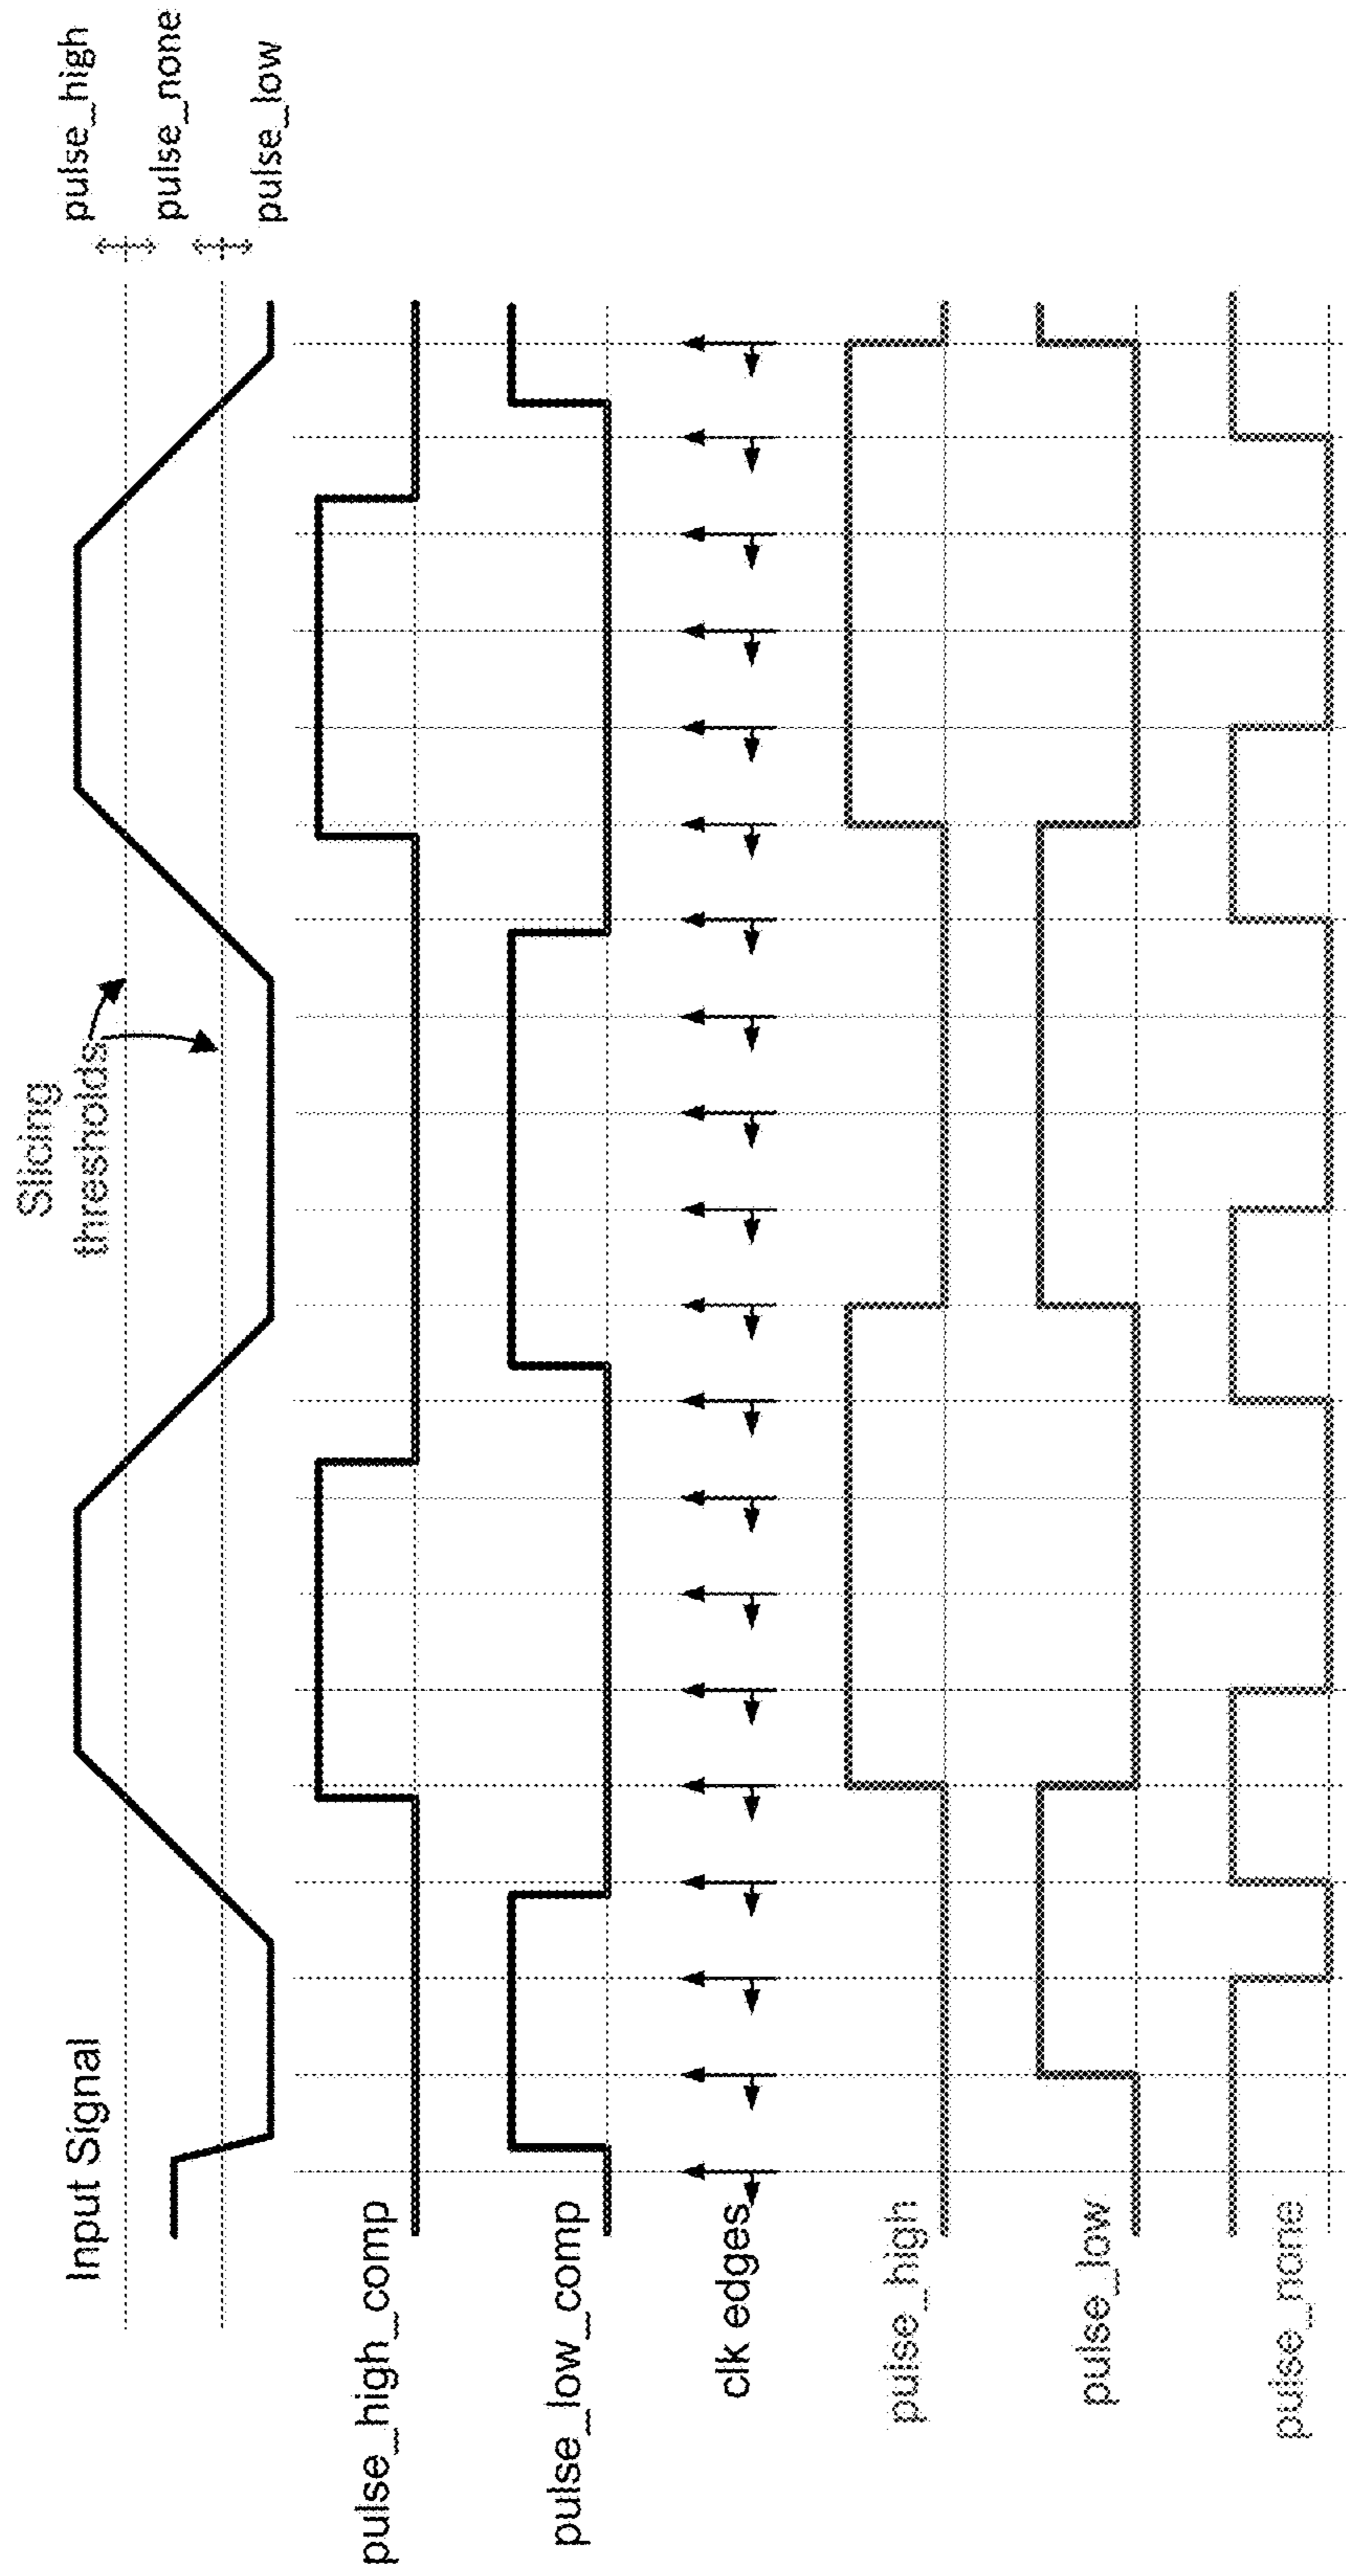 Input Signal
Slicing
thresholds
pulse_high
pulse_none
pulse_low
pulse_high_comp
pulse_low_comp
clk edges
pulse_high
pulse_low
pulse_none